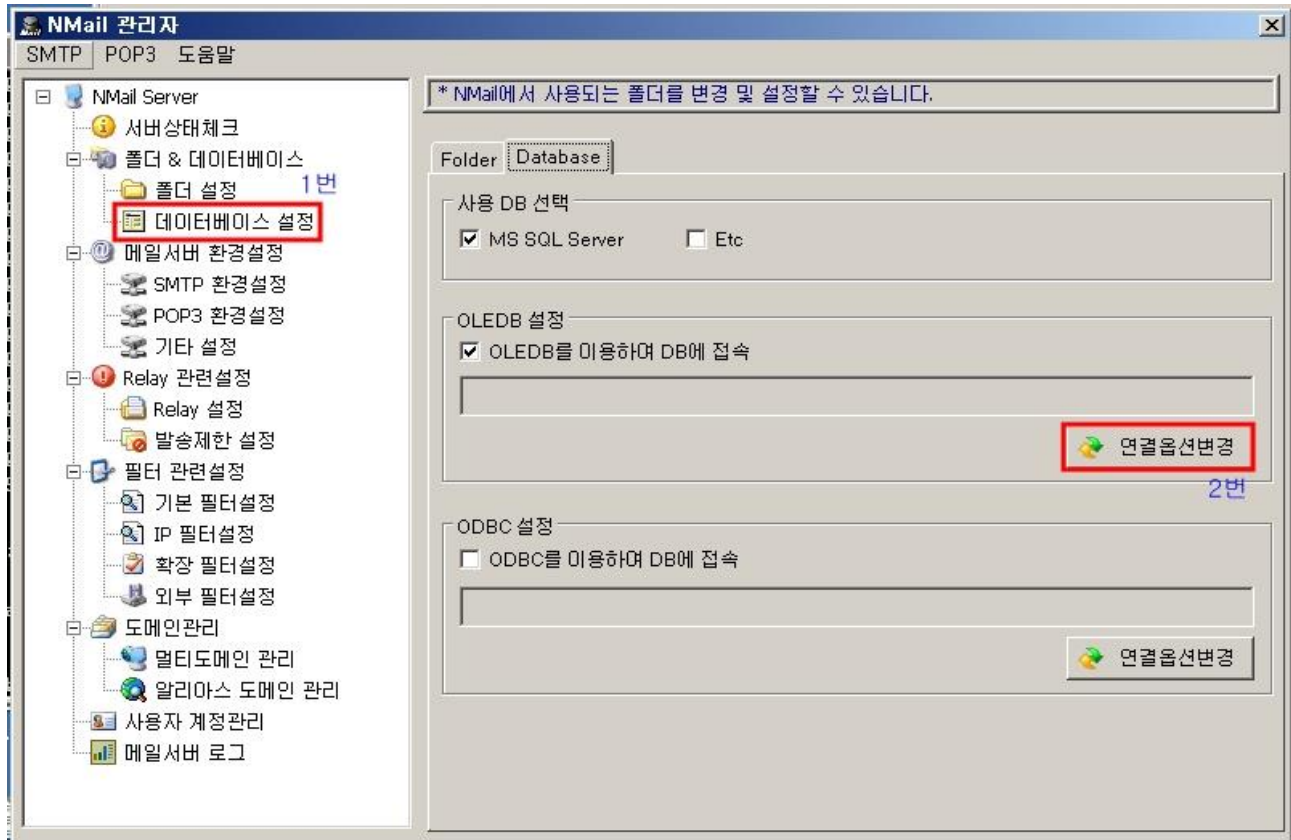 NMail 관리자
SMTP POP3 도움말
NMail Server
서버상태체크
폴더 & 데이터베이스
폴더 설정
1번
데이터베이스 설정
메일서버 환경설정
SMTP 환경설정
POP3 환경설정
기타 설정
Relay 관련설정
Relay 설정
발송제한 설정
필터 관련설정
기본 필터설정
IP 필터설정
확장 필터설정
외부 필터설정
도메인관리
멀티도메인 관리
알리아스 도메인 관리
사용자 계정관리
메일서버 로그
* NMail에서 사용되는 폴더를 변경 및 설정할 수 있습니다.
Folder Database
사용 DB 선택
MS SQL Server Etc
OLEDB 설정
OLEDB를 이용하여 DB에 접속
연결옵션변경
2번
ODBC 설정
ODBC를 이용하여 DB에 접속
연결옵션변경